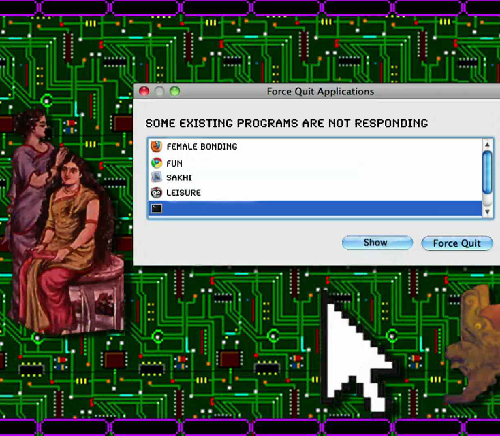 Force Quit Applications
SOME EXISTING PROGRAMS ARE NOT RESPONDING
FEMALE BONDING
FUN
SAKHI
LEISURE
Show
Force Quit